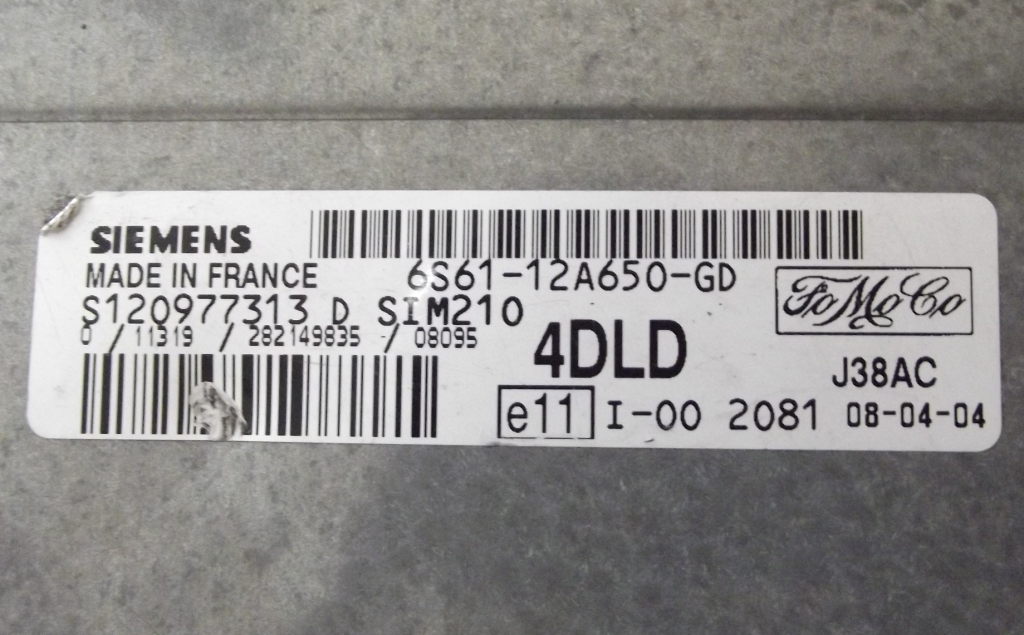 SIEMENS
MADE IN FRANCE
6S61-12A650-GD
S120977313 D SIM210
0 / 11319 / 282149835 / 08095
FoMoCo
4DLD
J38AC
e11 I-00 2081 08-04-04